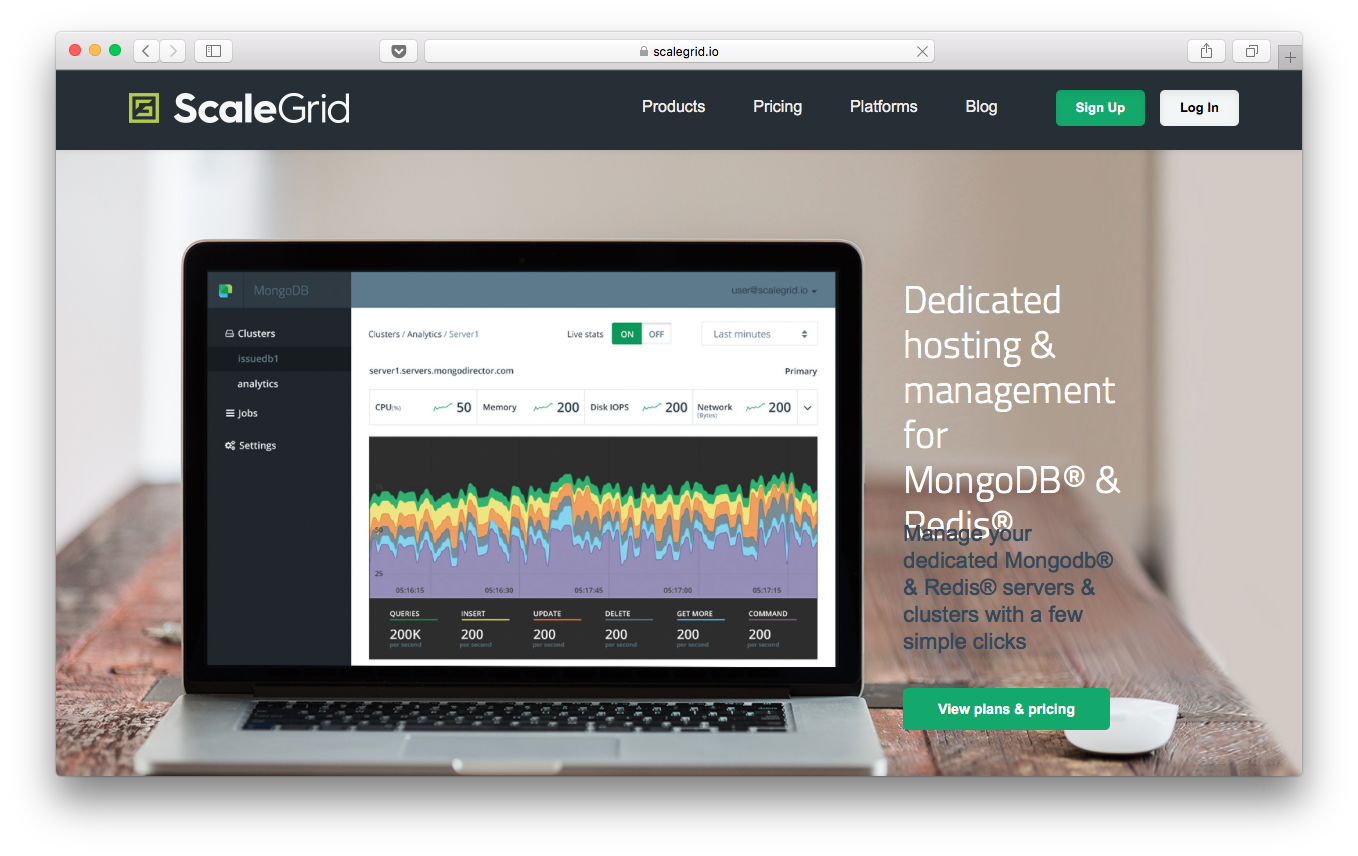 scalegrid.io
ScaleGrid
Products Pricing Platforms Blog Sign Up Log In
MongoDB user@scalegrid.io
Clusters
issuedb1
analytics
Jobs
Settings
Clusters / Analytics / Server1 Live stats ON OFF Last minutes
server1.servers.mongodirector.com Primary
CPU(%) 50 Memory 200 Disk IOPS 200 Network (Bytes) 200
50
25
05:16:15 05:16:30 05:17:45 05:17:00 05:17:15
QUERIES INSERT UPDATE DELETE GET MORE COMMAND
200K 200 200 200 200 200
per second per second per second per second per second per second
Dedicated
hosting &
management
for
MongoDB® &
Redis®
Manage your
dedicated Mongodb®
& Redis® servers &
clusters with a few
simple clicks
View plans & pricing